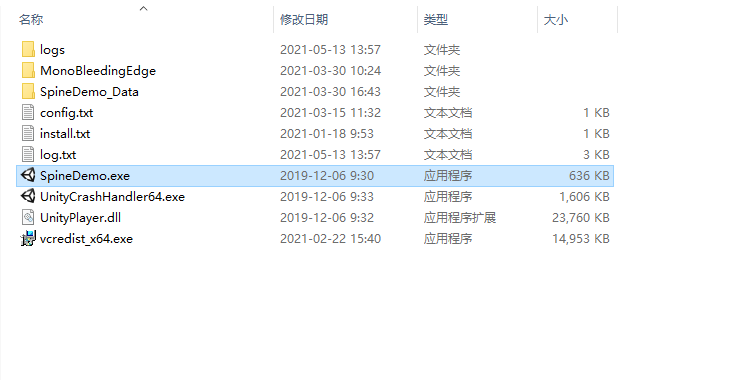 名称 修改日期 类型 大小
logs 2021-05-13 13:57 文件夹
MonoBleedingEdge 2021-03-30 10:24 文件夹
SpineDemo_Data 2021-03-30 16:43 文件夹
config.txt 2021-03-15 11:32 文本文档 1 KB
install.txt 2021-01-18 9:53 文本文档 1 KB
log.txt 2021-05-13 13:57 文本文档 3 KB
SpineDemo.exe 2019-12-06 9:30 应用程序 636 KB
UnityCrashHandler64.exe 2019-12-06 9:33 应用程序 1,606 KB
UnityPlayer.dll 2019-12-06 9:32 应用程序扩展 23,760 KB
vcredist_x64.exe 2021-02-22 15:40 应用程序 14,953 KB